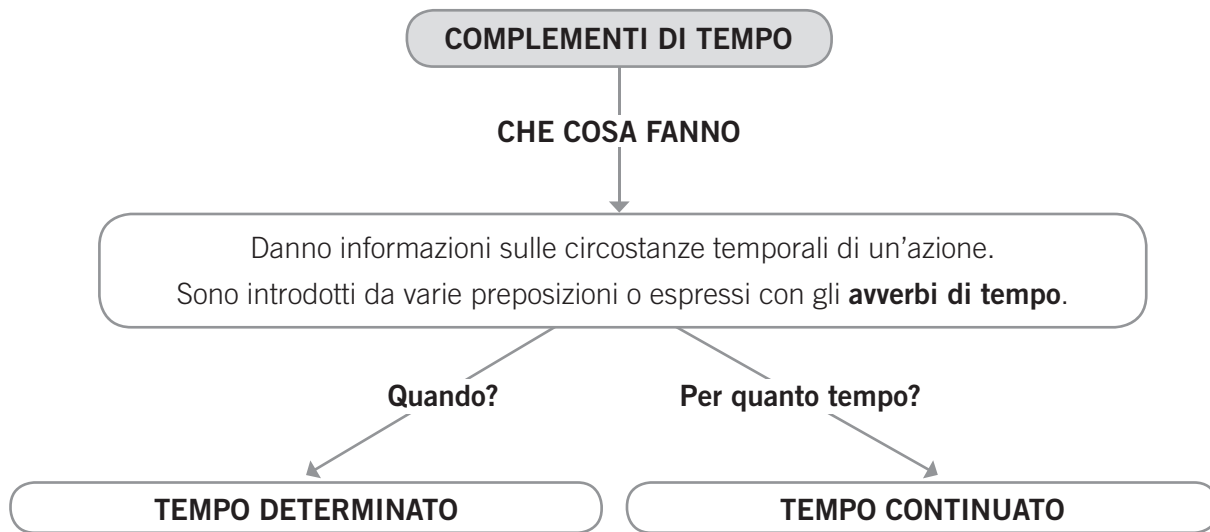 COMPLEMENTI DI TEMPO
CHE COSA FANNO
Danno informazioni sulle circostanze temporali di un’azione.
Sono introdotti da varie preposizioni o espressi con gli avverbi di tempo.
Quando?
Per quanto tempo?
TEMPO DETERMINATO
TEMPO CONTINUATO